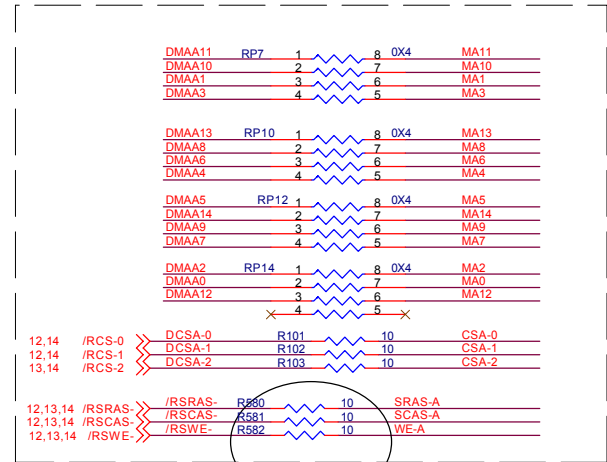 DMAA11 RP7 1 8 0X4 MA11
DMAA10 2 7 MA10
DMAA1 3 6 MA1
DMAA3 4 5 MA3
DMAA13 RP10 1 8 0X4 MA13
DMAA8 2 7 MA8
DMAA6 3 6 MA6
DMAA4 4 5 MA4
DMAA5 RP12 1 8 0X4 MA5
DMAA14 2 7 MA14
DMAA9 3 6 MA9
DMAA7 4 5 MA7
DMAA2 RP14 1 8 0X4 MA2
DMAA0 2 7 MA0
DMAA12 3 6 MA12
4 5
12,14 /RCS-0 DCSA-0 R101 10 CSA-0
12,14 /RCS-1 DCSA-1 R102 10 CSA-1
13,14 /RCS-2 DCSA-2 R103 10 CSA-2
12,13,14 /RSRAS- /RSRAS- R580 10 SRAS-A
12,13,14 /RSCAS- /RSCAS- R581 10 SCAS-A
12,13,14 /RSWE- /RSWE- R582 10 WE-A